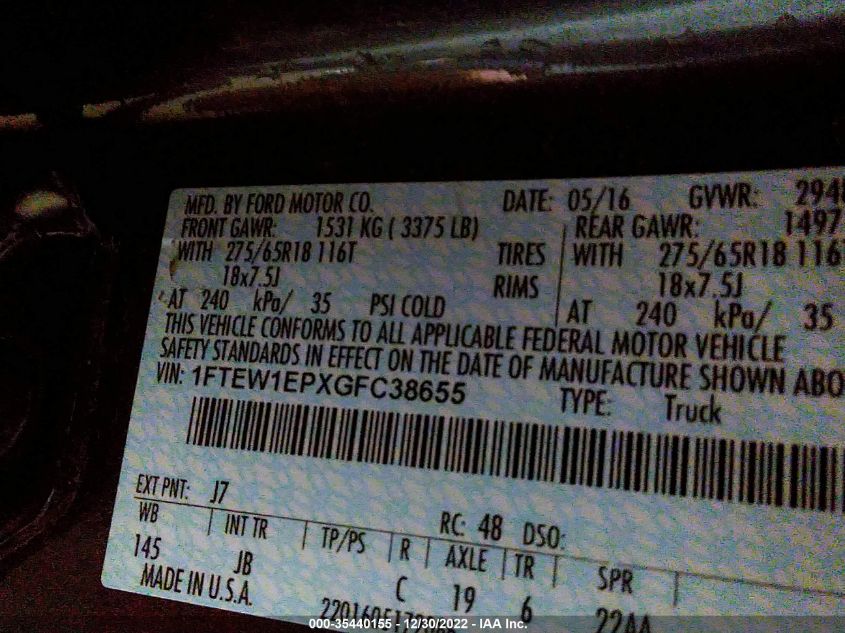 MFD. BY FORD MOTOR CO. DATE: 05/16 GVWR:
FRONT GAWR: 1531 KG ( 3375 LB) REAR GAWR: 1497
WITH 275/65R18 116T TIRES WITH 275/65R18 116T
18x7.5J RIMS 18x7.5J
AT 240 kPa/ 35 PSI COLD AT 240 kPa/ 35
THIS VEHICLE CONFORMS TO ALL APPLICABLE FEDERAL MOTOR VEHICLE
SAFETY STANDARDS IN EFFECT ON THE DATE OF MANUFACTURE SHOWN ABO
VIN: 1FTEW1EPXGFC38655 TYPE: Truck
EXT PNT: J7 RC: 48 DSO:
WB INT TR TP/PS R AXLE TR SPR
145 JB C 19 6 22AA
MADE IN U.S.A.
000-35440155 - 12/30/2022 - IAA Inc.